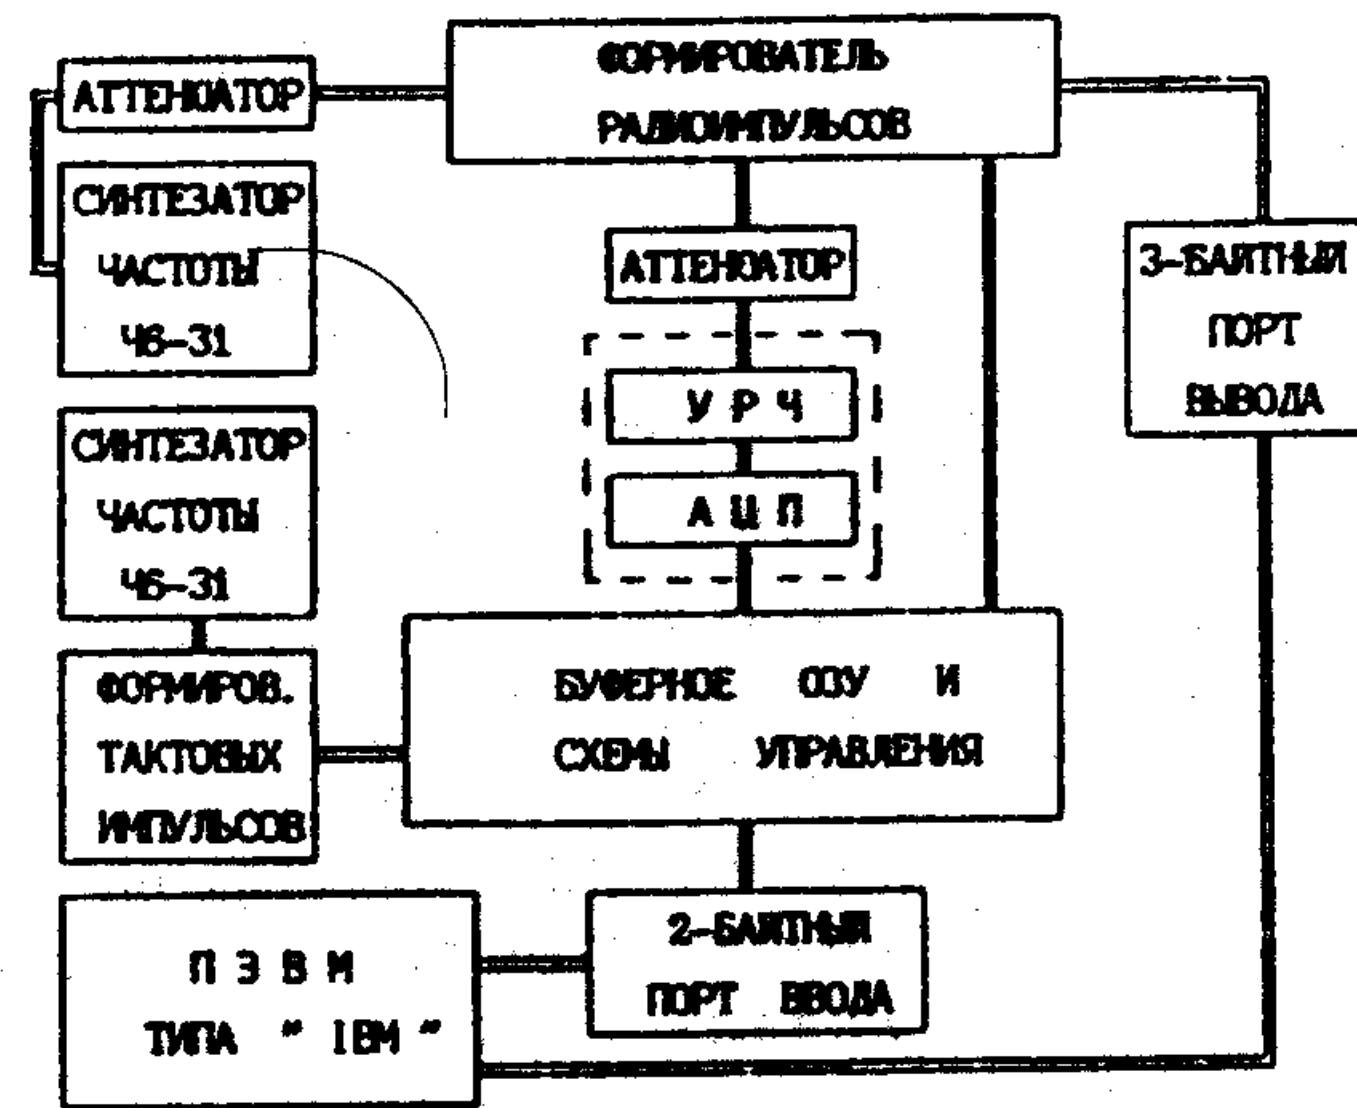 ФОРМИРОВАТЕЛЬ
РАДИОИМПУЛЬСОВ
АТТЕНЮАТОР
СИНТЕЗАТОР
ЧАСТОТЫ
Ч6-31
АТТЕНЮАТОР
3-БАЙТНЫЙ
ПОРТ
ВЫВОДА
У Р Ч
А Ц П
СИНТЕЗАТОР
ЧАСТОТЫ
Ч6-31
ФОРМИРОВ.
ТАКТОВЫХ
ИМПУЛЬСОВ
БУФЕРНОЕ ОЗУ И
СХЕМЫ УПРАВЛЕНИЯ
2-БАЙТНЫЙ
ПОРТ ВВОДА
П Э В М
ТИПА " IBM "